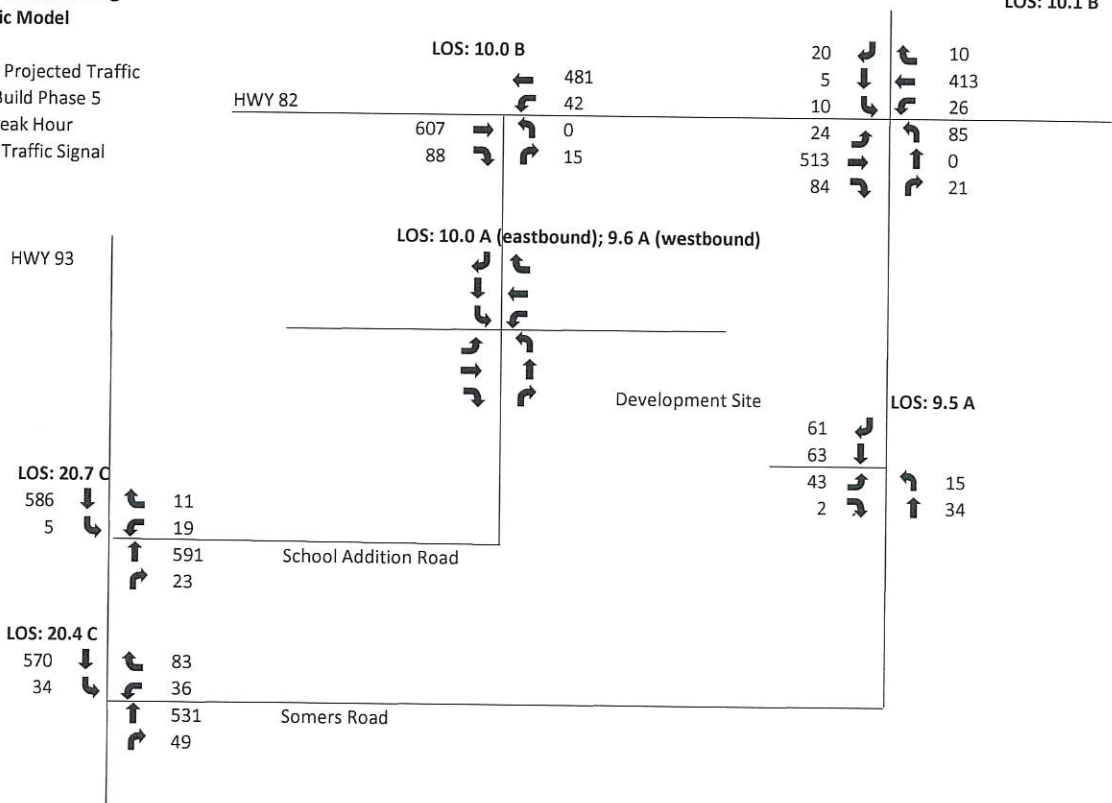 ic Model
Projected Traffic
Build Phase 5
eak Hour
Traffic Signal
LOS: 10.0 B
481
HWY 82
42
607
0
88
15
LOS: 10.1 B
20
10
5
413
10
26
24
85
513
0
84
21
HWY 93
LOS: 10.0 A (eastbound); 9.6 A (westbound)
Development Site
LOS: 9.5 A
61
63
43
15
2
34
LOS: 20.7 C
586
11
5
19
591
School Addition Road
23
LOS: 20.4 C
570
83
34
36
531
Somers Road
49